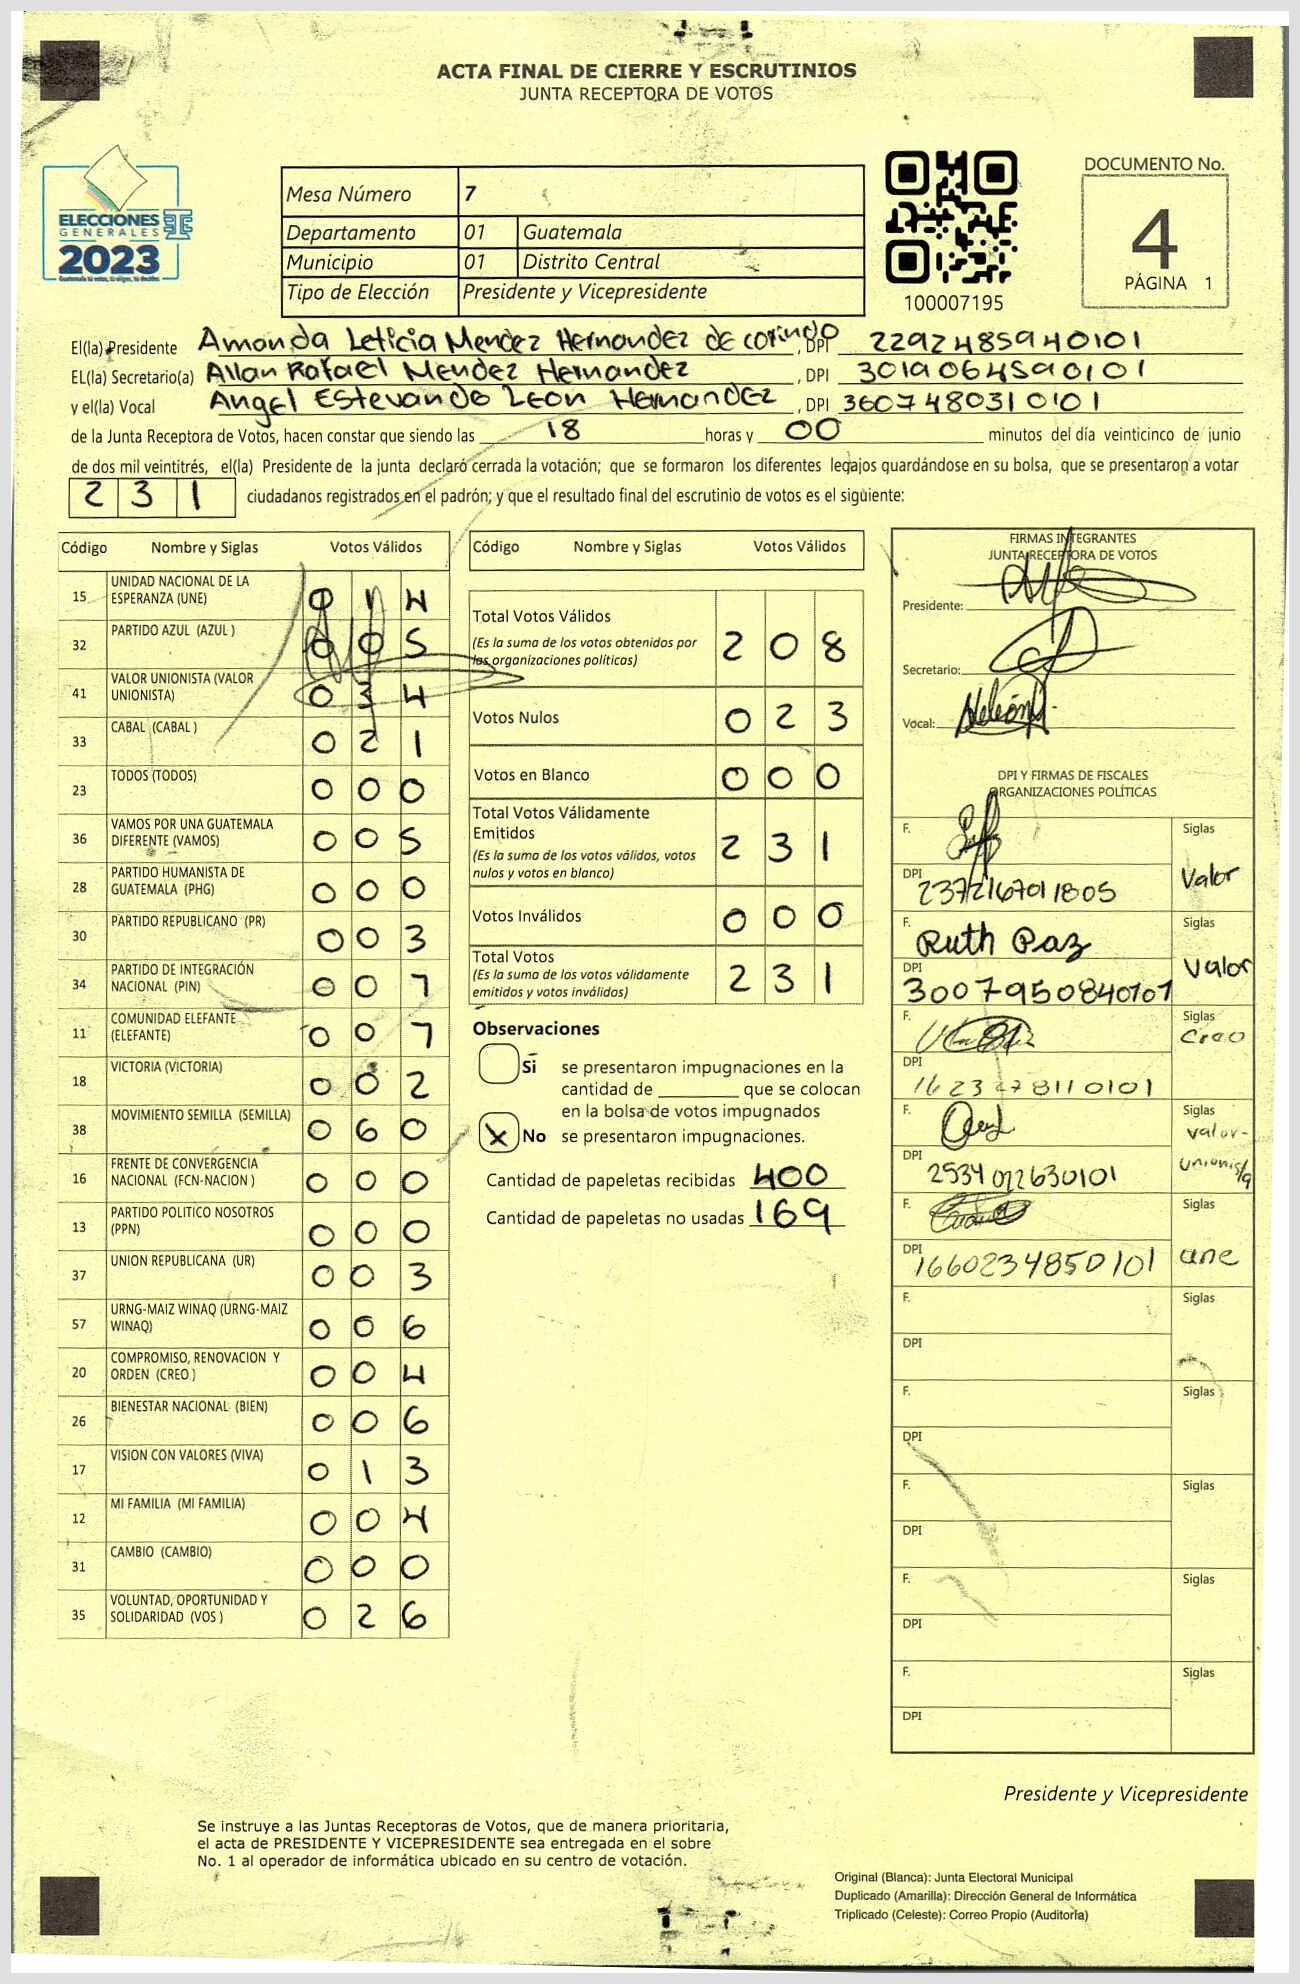 ACTA FINAL DE CIERRE Y ESCRUTINIOS
JUNTA RECEPTORA DE VOTOS
ELECCIONES
GENERALES
2023
Mesa Número 7
Departamento 01 Guatemala
Municipio 01 Distrito Central
Tipo de Elección Presidente y Vicepresidente
100007195
DOCUMENTO No.
4
PÁGINA 1
El(la) Presidente Amanda Leticia Mendez Hernandez de , DPI 2292485940101
EL(la) Secretario(a) Allan Rafael Mendez Hernandez , DPI 3019064590101
y el(la) Vocal Angel Estevando Leon Hernandez , DPI 3607480310101
de la Junta Receptora de Votos, hacen constar que siendo las 18 horas y 00 minutos del día veinticinco de junio
de dos mil veintitrés, el(la) Presidente de la junta declaró cerrada la votación; que se formaron los diferentes legajos guardándose en su bolsa, que se presentaron a votar
231 ciudadanos registrados en el padrón; y que el resultado final del escrutinio de votos es el siguiente:
Código Nombre y Siglas Votos Válidos
15 UNIDAD NACIONAL DE LA ESPERANZA (UNE) 0 1 4
32 PARTIDO AZUL (AZUL ) 0 0 5
41 VALOR UNIONISTA (VALOR UNIONISTA) 0 3 4
33 CABAL (CABAL ) 0 2 1
23 TODOS (TODOS) 0 0 0
36 VAMOS POR UNA GUATEMALA DIFERENTE (VAMOS) 0 0 5
28 PARTIDO HUMANISTA DE GUATEMALA (PHG) 0 0 0
30 PARTIDO REPUBLICANO (PR) 0 0 3
34 PARTIDO DE INTEGRACIÓN NACIONAL (PIN) 0 0 7
11 COMUNIDAD ELEFANTE (ELEFANTE) 0 0 7
18 VICTORIA (VICTORIA) 0 0 2
38 MOVIMIENTO SEMILLA (SEMILLA) 0 6 0
16 FRENTE DE CONVERGENCIA NACIONAL (FCN-NACION ) 0 0 0
13 PARTIDO POLITICO NOSOTROS (PPN) 0 0 0
37 UNION REPUBLICANA (UR) 0 0 3
57 URNG-MAIZ WINAQ (URNG-MAIZ WINAQ) 0 0 6
20 COMPROMISO, RENOVACION Y ORDEN (CREO ) 0 0 4
26 BIENESTAR NACIONAL (BIEN) 0 0 6
17 VISION CON VALORES (VIVA) 0 1 3
12 MI FAMILIA (MI FAMILIA) 0 0 4
31 CAMBIO (CAMBIO) 0 0 0
35 VOLUNTAD, OPORTUNIDAD Y SOLIDARIDAD (VOS ) 0 2 6
Código Nombre y Siglas Votos Válidos
Total Votos Válidos 2 0 8
(Es la suma de los votos obtenidos por
las organizaciones políticas)
Votos Nulos 0 2 3
Votos en Blanco 0 0 0
Total Votos Válidamente
Emitidos 2 3 1
(Es la suma de los votos válidos, votos
nulos y votos en blanco)
Votos Inválidos 0 0 0
Total Votos 2 3 1
(Es la suma de los votos válidamente
emitidos y votos inválidos)
Observaciones
Sí se presentaron impugnaciones en la
cantidad de ________ que se colocan
en la bolsa de votos impugnados
X No se presentaron impugnaciones.
Cantidad de papeletas recibidas 400
Cantidad de papeletas no usadas 169
FIRMAS INTEGRANTES
JUNTA RECEPTORA DE VOTOS
Presidente:
Secretario:
Vocal:
DPI Y FIRMAS DE FISCALES
ORGANIZACIONES POLÍTICAS
F. Siglas
DPI 2372167011805 Valor
F. Ruth Paz Siglas
DPI 3007950840101 Valor
F. Siglas
DPI 1623278110101 Creo
F. Siglas
DPI 2534022630101 valor-unionista
F. Siglas
DPI 1660234850101 une
F. Siglas
DPI
F. Siglas
DPI
F. Siglas
DPI
F. Siglas
DPI
F. Siglas
DPI
Presidente y Vicepresidente
Se instruye a las Juntas Receptoras de Votos, que de manera prioritaria,
el acta de PRESIDENTE Y VICEPRESIDENTE sea entregada en el sobre
No. 1 al operador de informática ubicado en su centro de votación.
Original (Blanca): Junta Electoral Municipal
Duplicado (Amarilla): Dirección General de Informática
Triplicado (Celeste): Correo Propio (Auditoría)